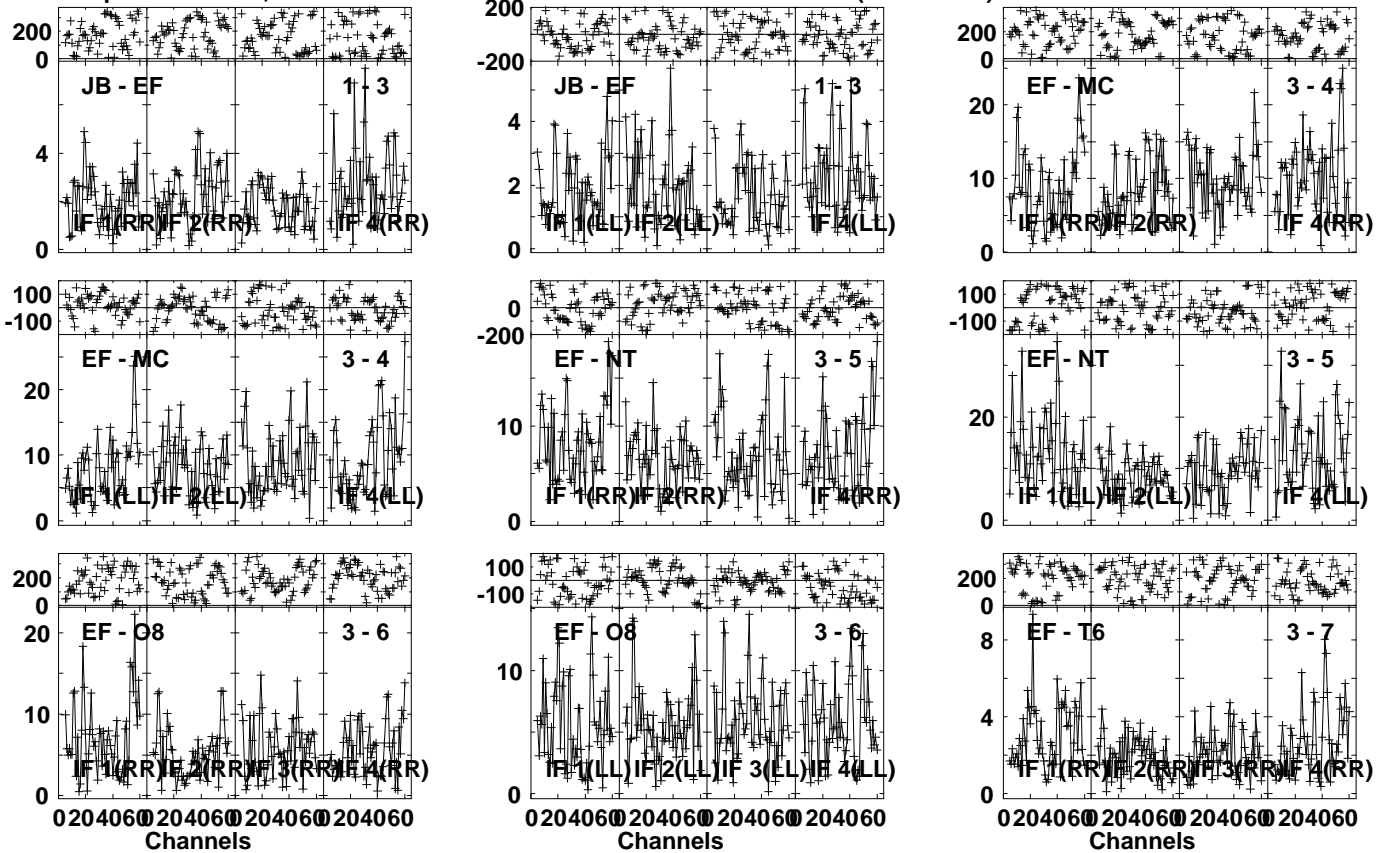 200
0
JB - EF 1 - 3
4
0
IF 1(RR) IF 2(RR) IF 4(RR)
200
-200
JB - EF 1 - 3
4
2
0
IF 1(LL) IF 2(LL) IF 4(LL)
200
0
EF - MC 3 - 4
20
10
0
IF 1(RR) IF 2(RR) IF 4(RR)
100
-100
EF - MC 3 - 4
20
10
0
IF 1(LL) IF 2(LL) IF 4(LL)
0
-200
EF - NT 3 - 5
10
0
IF 1(RR) IF 2(RR) IF 4(RR)
100
-100
EF - NT 3 - 5
20
0
IF 1(LL) IF 2(LL) IF 4(LL)
200
0
EF - O8 3 - 6
20
10
0
IF 1(RR) IF 2(RR) IF 3(RR) IF 4(RR)
0 20 40 60 0 20 40 60 0 20 40 60 0 20 40 60
Channels
100
-100
EF - O8 3 - 6
10
0
IF 1(LL) IF 2(LL) IF 3(LL) IF 4(LL)
0 20 40 60 0 20 40 60 0 20 40 60 0 20 40 60
Channels
200
0
EF - T6 3 - 7
8
4
0
IF 1(RR) IF 2(RR) IF 3(RR) IF 4(RR)
0 20 40 60 0 20 40 60 0 20 40 60 0 20 40 60
Channels